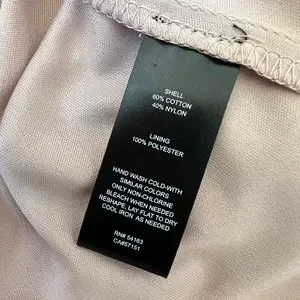 SHELL
60% COTTON
40% NYLON
LINING
100% POLYESTER
HAND WASH COLD-WITH
SIMILAR COLORS
ONLY NON-CHLORINE
BLEACH WHEN NEEDED
RESHAPE, LAY FLAT TO DRY
COOL IRON AS NEEDED
RN# 54163
CA#07151